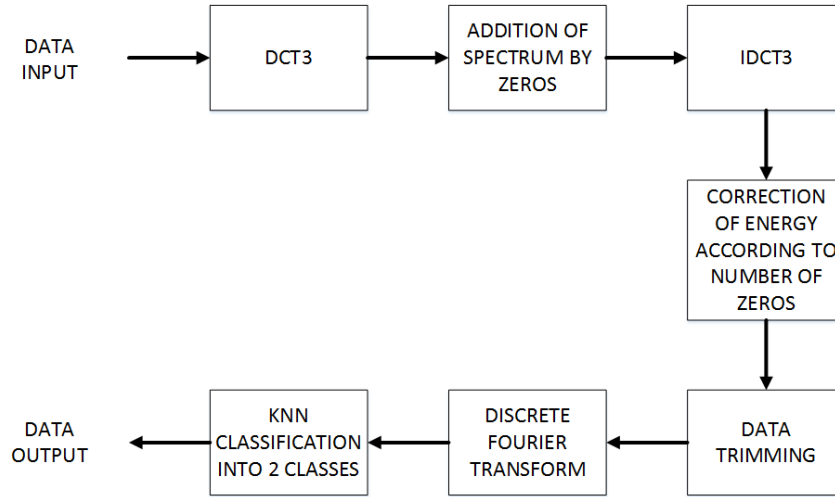 DATA
INPUT
DCT3
ADDITION OF
SPECTRUM BY
ZEROS
IDCT3
CORRECTION
OF ENERGY
ACCORDING TO
NUMBER OF
ZEROS
DATA
TRIMMING
DISCRETE
FOURIER
TRANSFORM
KNN
CLASSIFICATION
INTO 2 CLASSES
DATA
OUTPUT